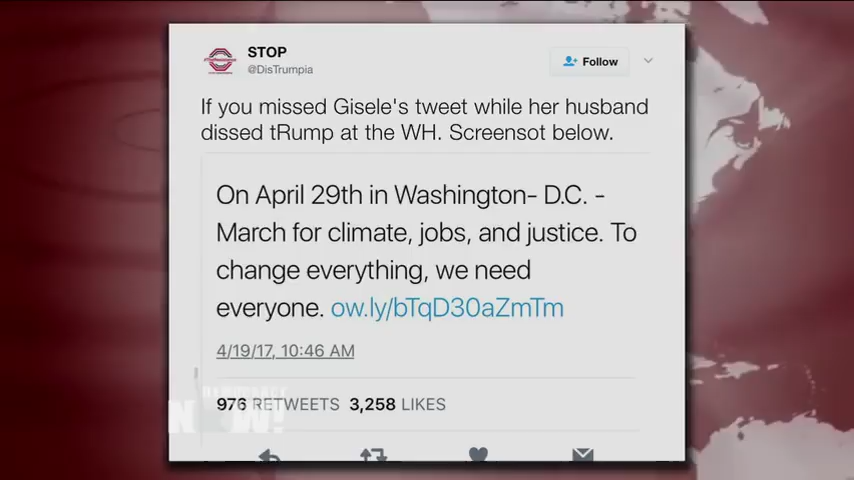 STOP
@DisTrumpia
Follow
If you missed Gisele's tweet while her husband
dissed tRump at the WH. Screensot below.
On April 29th in Washington- D.C. -
March for climate, jobs, and justice. To
change everything, we need
everyone. ow.ly/bTqD30aZmTm
4/19/17, 10:46 AM
976 RETWEETS 3,258 LIKES
DEMOCRACY
NOW!